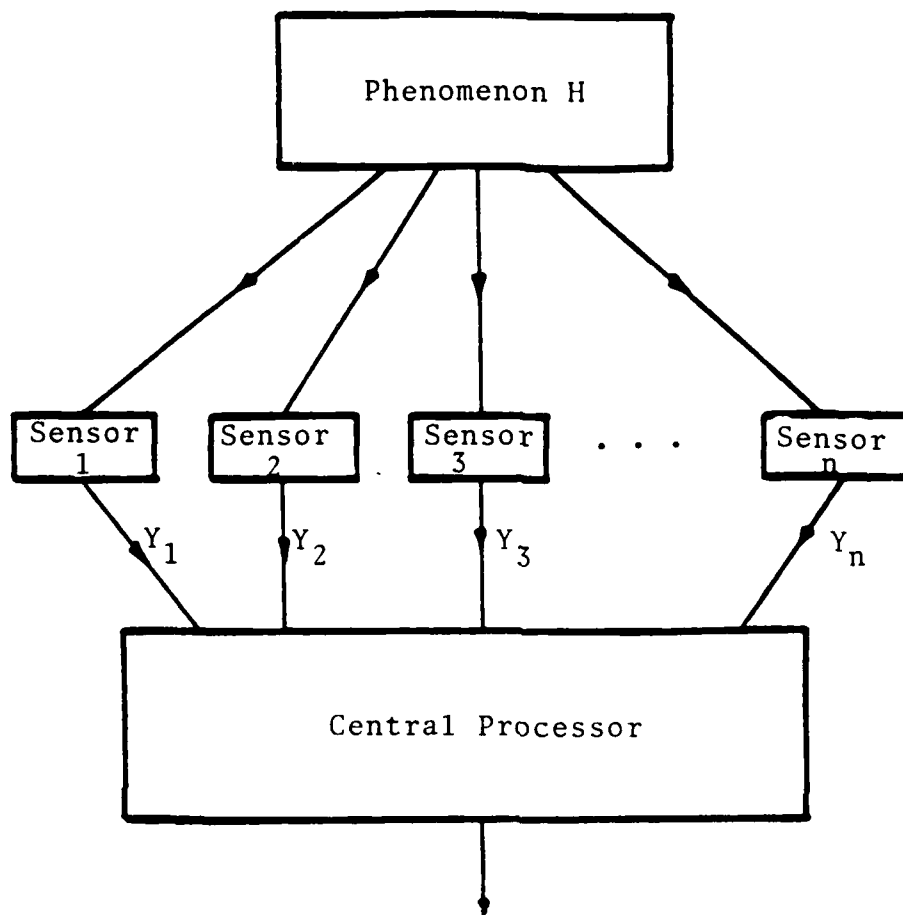 Phenomenon H
Sensor 1
Sensor 2
Sensor 3
. . .
Sensor n
Y1
Y2
Y3
Yn
Central Processor